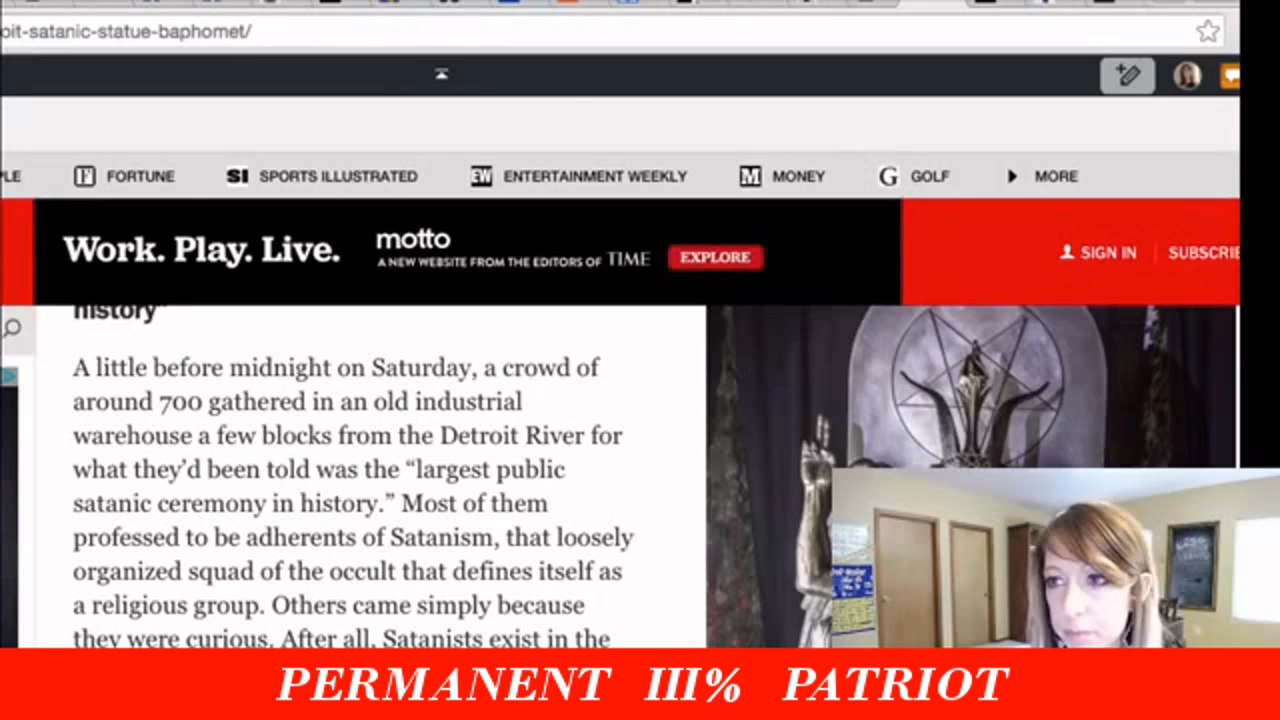 oit-satanic-statue-baphomet/
PLE FORTUNE SI SPORTS ILLUSTRATED EW ENTERTAINMENT WEEKLY M MONEY G GOLF MORE
Work. Play. Live. motto
A NEW WEBSITE FROM THE EDITORS OF TIME EXPLORE
SIGN IN SUBSCRIBE
history"
A little before midnight on Saturday, a crowd of
around 700 gathered in an old industrial
warehouse a few blocks from the Detroit River for
what they’d been told was the “largest public
satanic ceremony in history.” Most of them
professed to be adherents of Satanism, that loosely
organized squad of the occult that defines itself as
a religious group. Others came simply because
they were curious. After all, Satanists exist in the
PERMANENT III% PATRIOT